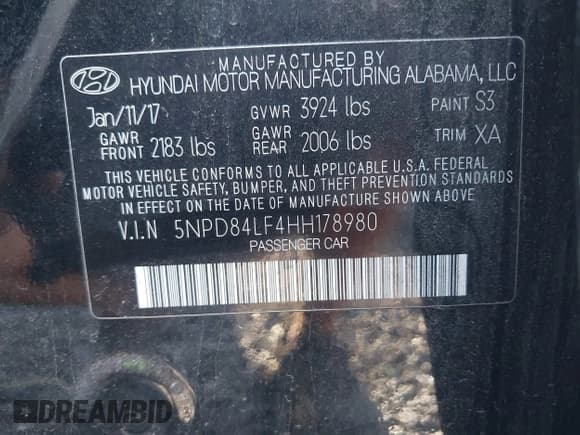 MANUFACTURED BY
HYUNDAI MOTOR MANUFACTURING ALABAMA, LLC
Jan/11/17 GVWR 3924 lbs PAINT S3
GAWR FRONT 2183 lbs GAWR REAR 2006 lbs TRIM XA
THIS VEHICLE CONFORMS TO ALL APPLICABLE U.S.A. FEDERAL
MOTOR VEHICLE SAFETY, BUMPER, AND THEFT PREVENTION STANDARDS
IN EFFECT ON THE DATE OF MANUFACTURE SHOWN ABOVE
V.I.N 5NPD84LF4HH178980
PASSENGER CAR
DREAMBID